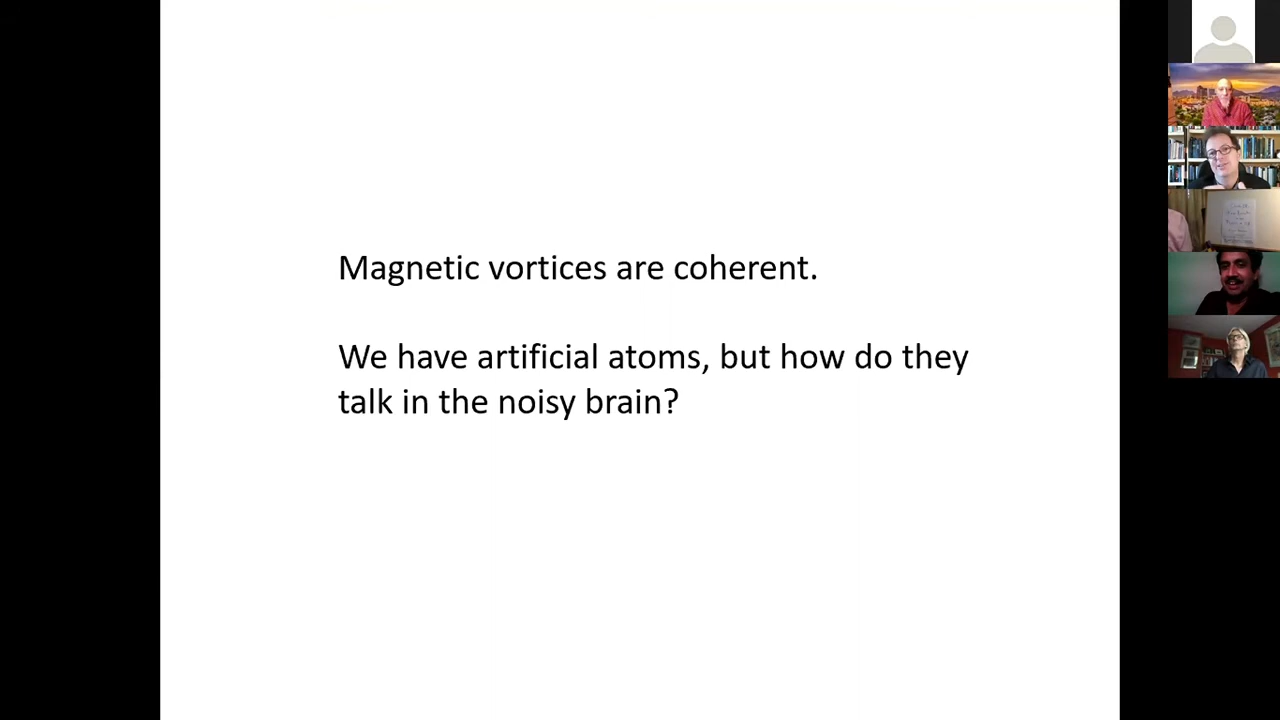 Magnetic vortices are coherent.
We have artificial atoms, but how do they
talk in the noisy brain?